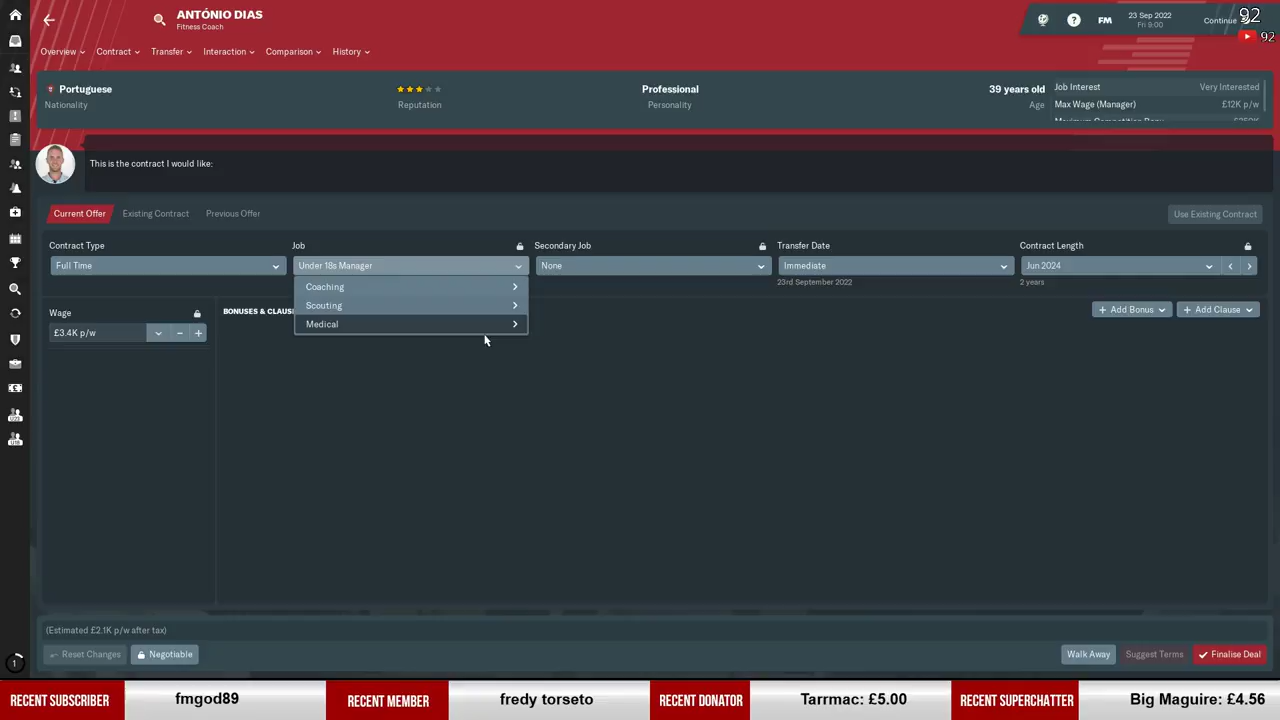 ANTÓNIO DIAS
Fitness Coach
FM
23 Sep 2022
Fri 9:00
Continue
92
92
Overview
Contract
Transfer
Interaction
Comparison
History
Portuguese
Nationality
Reputation
Professional
Personality
39 years old
Age
Job Interest
Very Interested
Max Wage (Manager)
£12K p/w
This is the contract I would like:
Current Offer
Existing Contract
Previous Offer
Use Existing Contract
Contract Type
Job
Secondary Job
Transfer Date
Contract Length
Full Time
Under 18s Manager
None
Immediate
Jun 2024
23rd September 2022
2 years
Coaching
Scouting
Medical
Wage
£3.4K p/w
BONUSES & CLAUS
Add Bonus
Add Clause
(Estimated £2.1K p/w after tax)
Reset Changes
Negotiable
Walk Away
Suggest Terms
Finalise Deal
1
RECENT SUBSCRIBER
fmgod89
RECENT MEMBER
fredy torseto
RECENT DONATOR
Tarrmac: £5.00
RECENT SUPERCHATTER
Big Maguire: £4.56